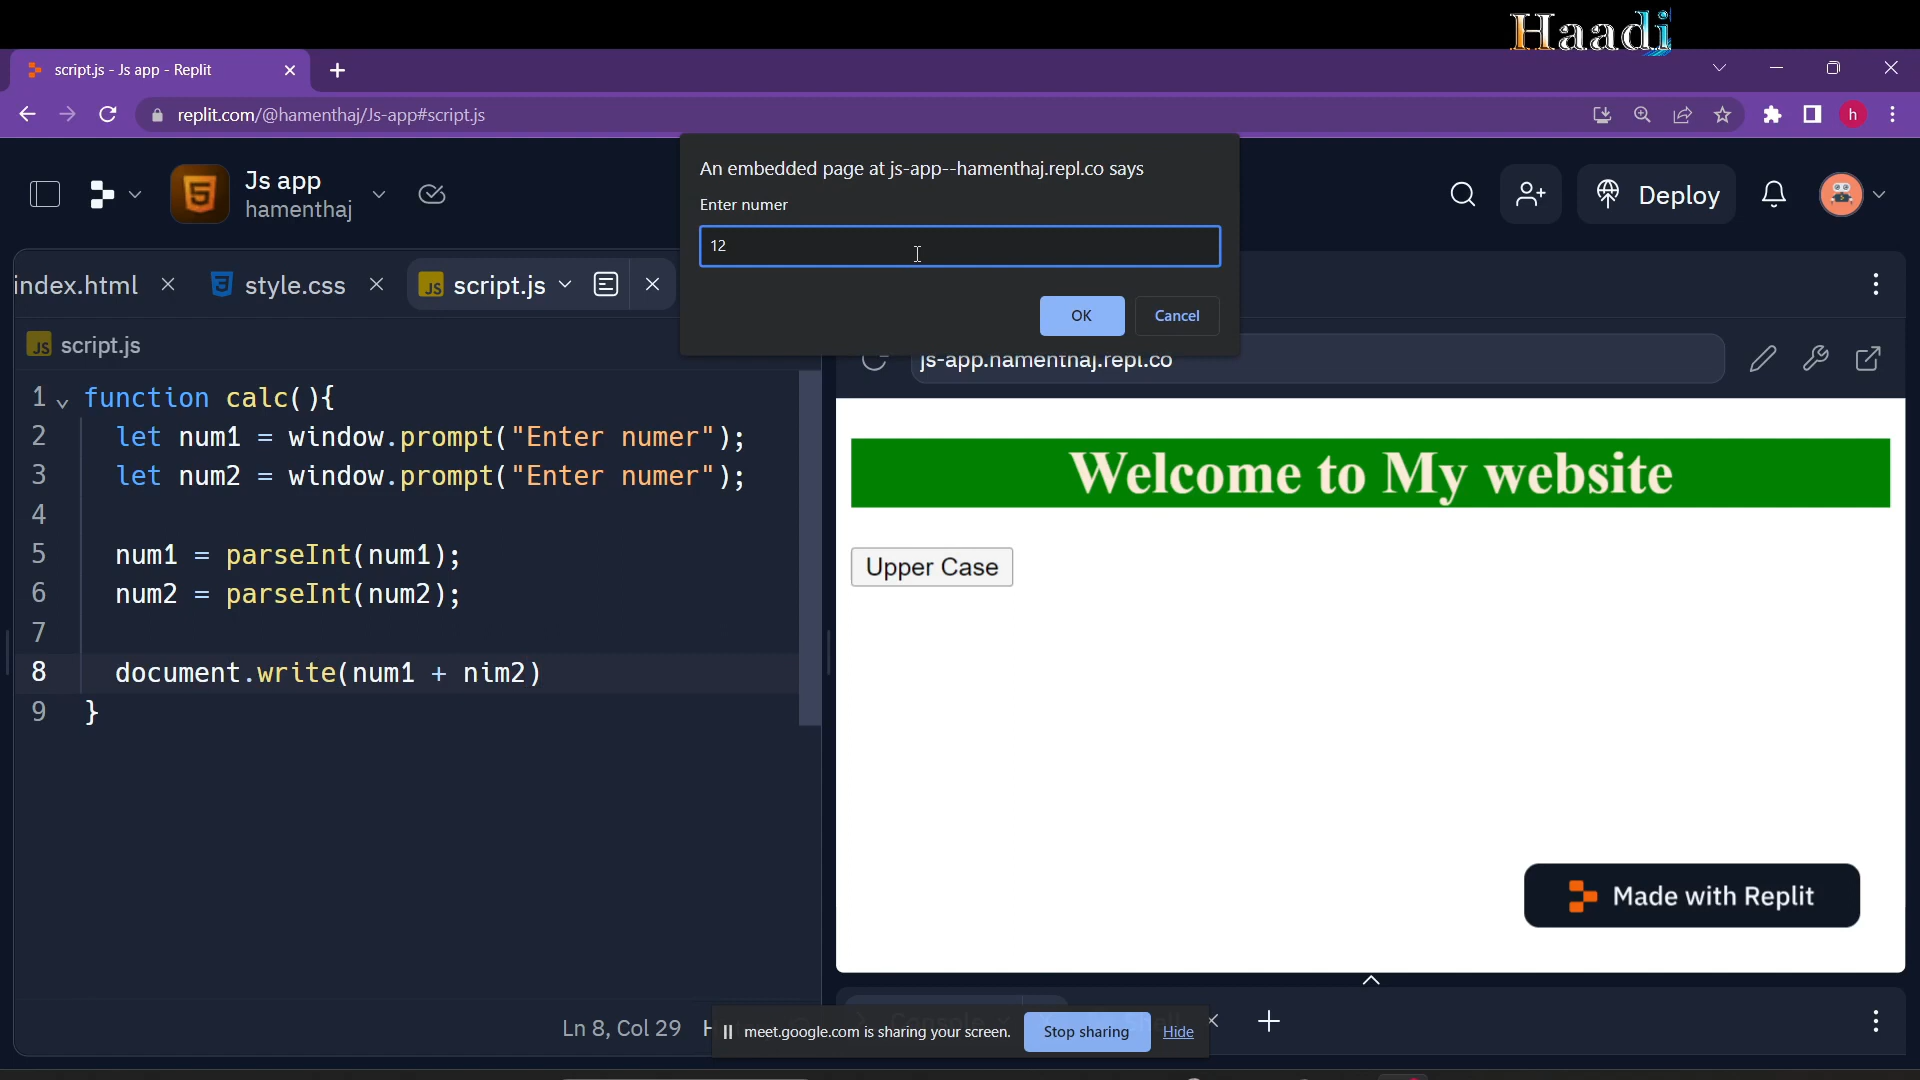 Haadi
script.js - Js app - Replit
replit.com/@hamenthaj/Js-app#script.js
h
An embedded page at js-app--hamenthaj.repl.co says
Enter numer
12
OK
Cancel
Js app
hamenthaj
Deploy
index.html
style.css
JS script.js
JS script.js
js-app.hamenthaj.repl.co
1 function calc(){
2 let num1 = window.prompt("Enter numer");
3 let num2 = window.prompt("Enter numer");
4
5 num1 = parseInt(num1);
6 num2 = parseInt(num2);
7
8 document.write(num1 + nim2)
9 }
Welcome to My website
Upper Case
Made with Replit
Ln 8, Col 29
Console
meet.google.com is sharing your screen.
Stop sharing
Hide